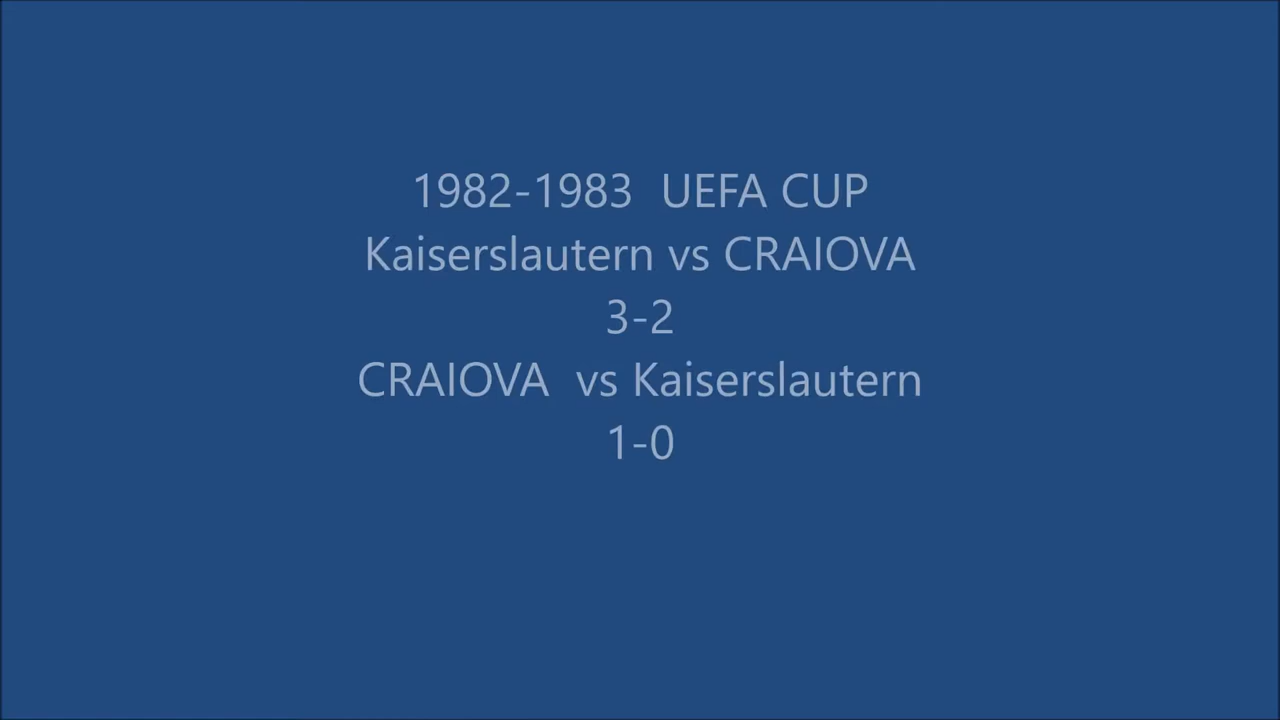 1982-1983  UEFA CUP
Kaiserslautern vs CRAIOVA
3-2
CRAIOVA  vs Kaiserslautern
1-0